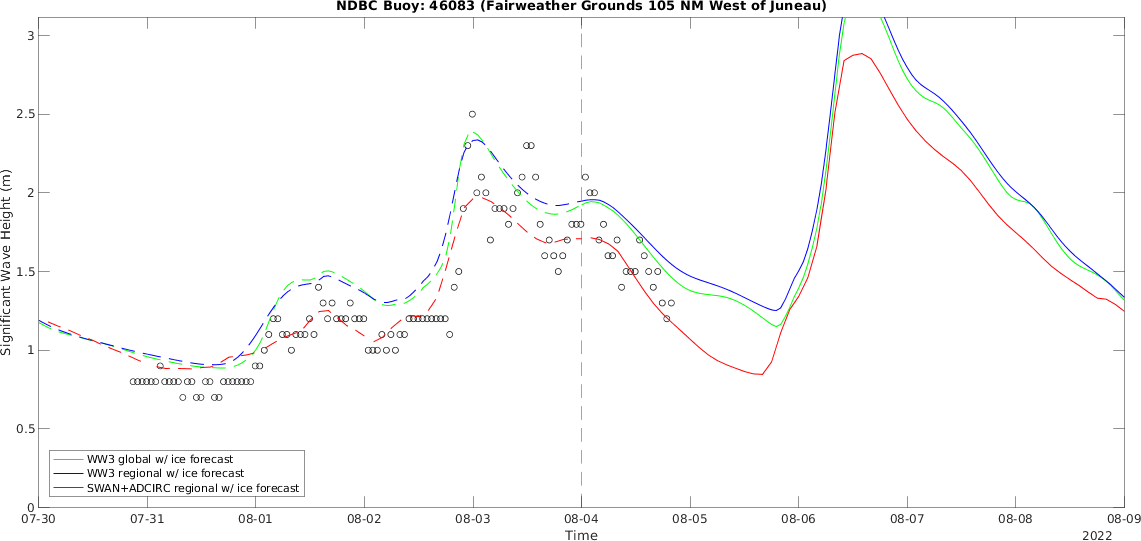 NDBC Buoy: 46083 (Fairweather Grounds 105 NM West of Juneau)
3
2.5
2
1.5
1
0.5
0
Significant Wave Height (m)
WW3 global w/ ice forecast
WW3 regional w/ ice forecast
SWAN+ADCIRC regional w/ ice forecast
07-30 07-31 08-01 08-02 08-03 08-04 08-05 08-06 08-07 08-08 08-09
Time 2022